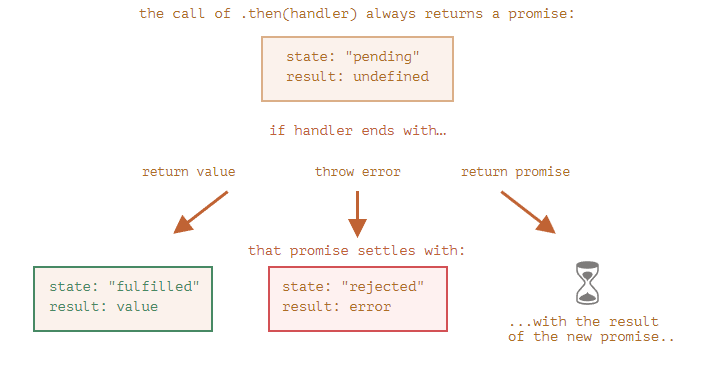 the call of .then(handler) always returns a promise:
state: "pending"
result: undefined
if handler ends with…
return value
throw error
return promise
that promise settles with:
state: "fulfilled"
result: value
state: "rejected"
result: error
...with the result
of the new promise..